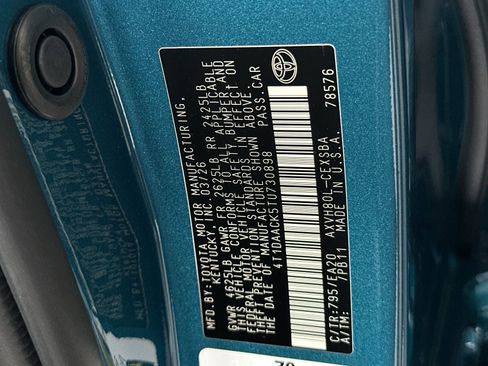 MFD.BY:TOYOTA MOTOR MANUFACTURING,
KENTUCKY, INC. 03/26
GVWR 4625LB GAWR FR 2625LB RR 2425LB
THIS VEHICLE CONFORMS TO ALL APPLICABLE
FEDERAL MOTOR VEHICLE SAFETY, BUMPER, AND
THEFT PREVENTION STANDARDS IN EFFECT ON
THE DATE OF MANUFACTURE SHOWN ABOVE.
4T1DAACK5TU730898 PASS.CAR
C/TR:795/FA20 AXVH80L-CEXSBA
A/TM: /PB11 MADE IN U.S.A.
78576